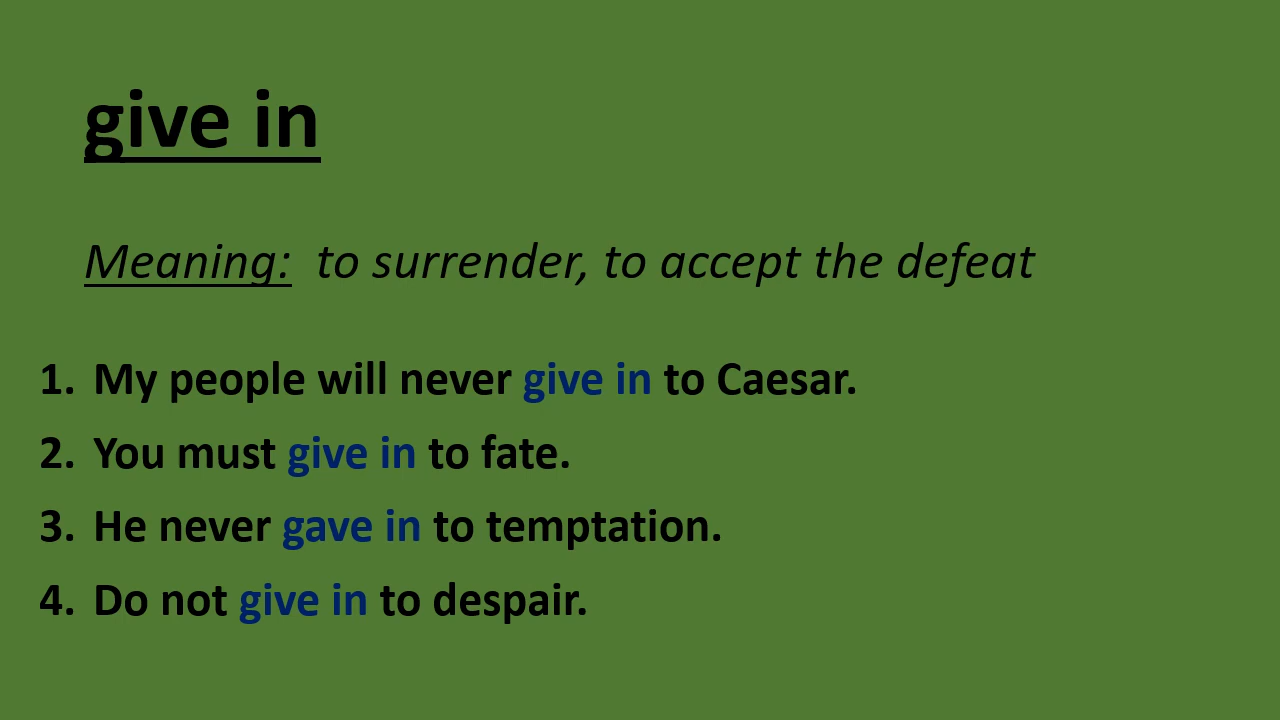 give in
Meaning: to surrender, to accept the defeat
1. My people will never give in to Caesar.
2. You must give in to fate.
3. He never gave in to temptation.
4. Do not give in to despair.